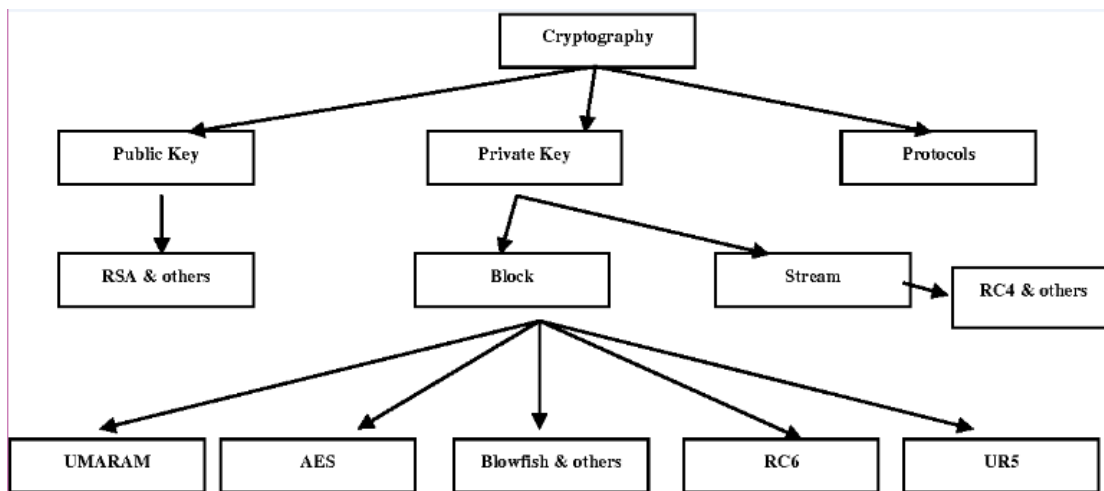 Cryptography
Public Key
Private Key
Protocols
RSA & others
Block
Stream
RC4 & others
UMARAM
AES
Blowfish & others
RC6
UR5